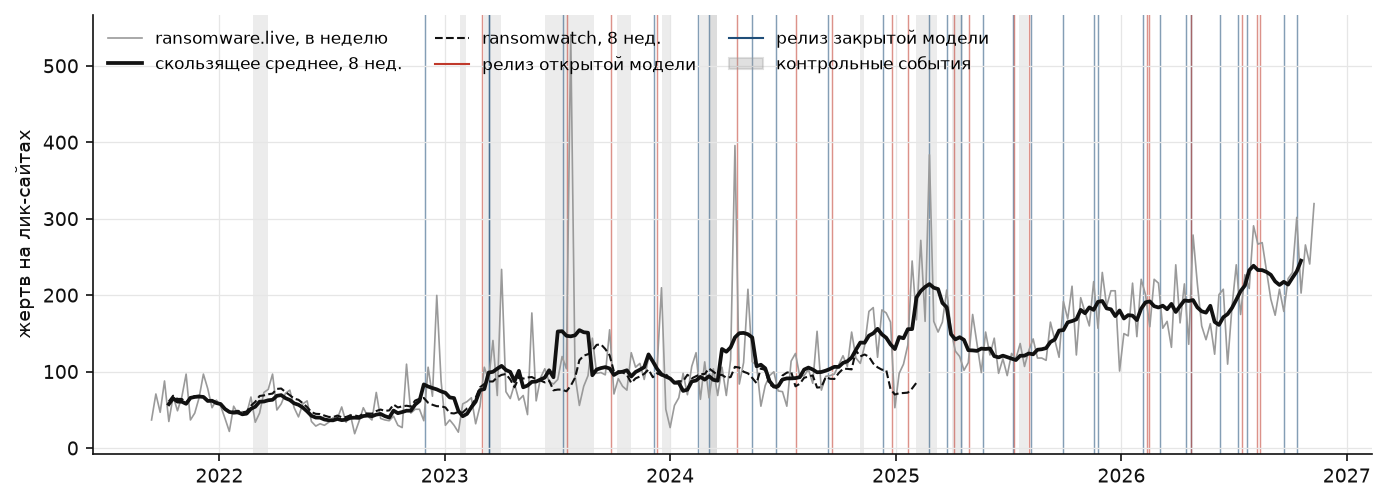 ransomware.live, в неделю
скользящее среднее, 8 нед.
ransomwatch, 8 нед.
релиз открытой модели
релиз закрытой модели
контрольные события
жертв на лик-сайтах
500
400
300
200
100
0
2022 2023 2024 2025 2026 2027